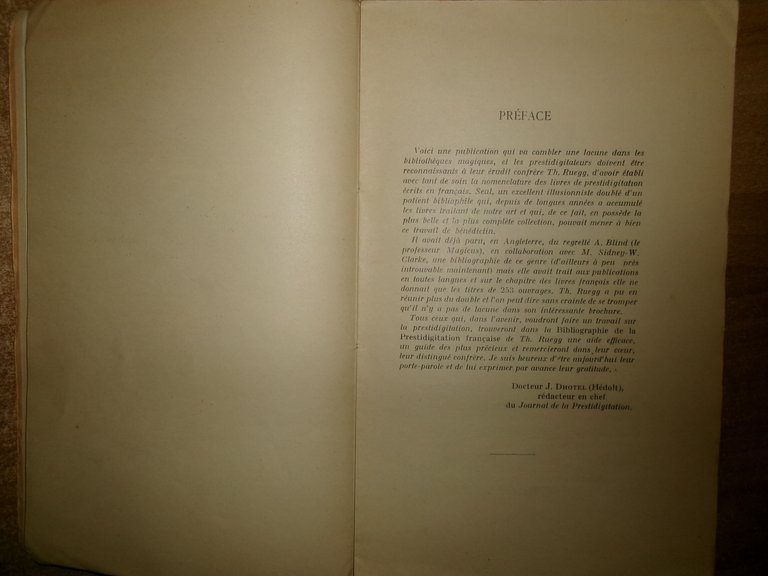 PRÉFACE
Voici une publication qui va combler une lacune dans les
bibliothèques magiques, et les prestidigitateurs doivent être
reconnaissants à leur érudit confrère Th. Ruegg, d'avoir établi
avec tant de soin la nomenclature des livres de prestidigitation
écrits en français. Seul, un excellent illusionniste doublé d'un
patient bibliophile qui, depuis de longues années a accumulé
les livres traitant de notre art et qui, de ce fait, en possède la
plus belle et la plus complète collection, pouvait mener à bien
ce travail de bénédictin.
Il avait déjà paru, en Angleterre, du regretté A. Blind (le
professeur Magicus), en collaboration avec M. Sidney-W.
Clarke, une bibliographie de ce genre (d'ailleurs à peu près
introuvable maintenant) mais elle avait trait aux publications
en toutes langues et sur le chapitre des livres français elle ne
donnait que les titres de 253 ouvrages. Th. Ruegg a pu en
réunir plus du double et l'on peut dire sans crainte de se tromper
qu'il n'y a pas de lacune dans son intéressante brochure.
Tous ceux qui, dans l'avenir, voudront faire un travail sur
la prestidigitation, trouveront dans la Bibliographie de la
Prestidigitation française de Th. Ruegg une aide efficace,
un guide des plus précieux et remercieront dans leur cœur,
leur distingué confrère. Je suis heureux d'être aujourd'hui leur
porte-parole et de lui exprimer par avance leur gratitude.
Docteur J. DHOTEL (Hédolt),
rédacteur en chef
du Journal de la Prestidigitation.